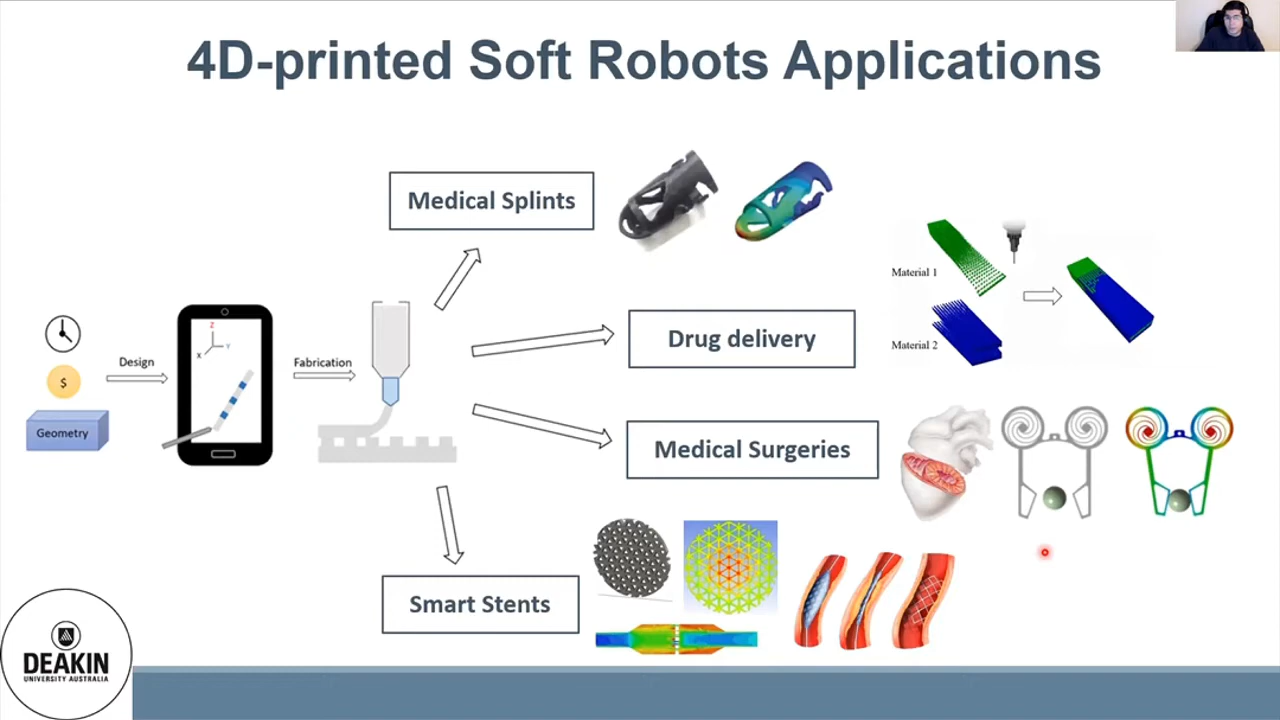 4D-printed Soft Robots Applications
Medical Splints
Material 1
Material 2
Drug delivery
Design
Fabrication
$
Geometry
Z
Y
X
Medical Surgeries
Smart Stents
DEAKIN
UNIVERSITY AUSTRALIA